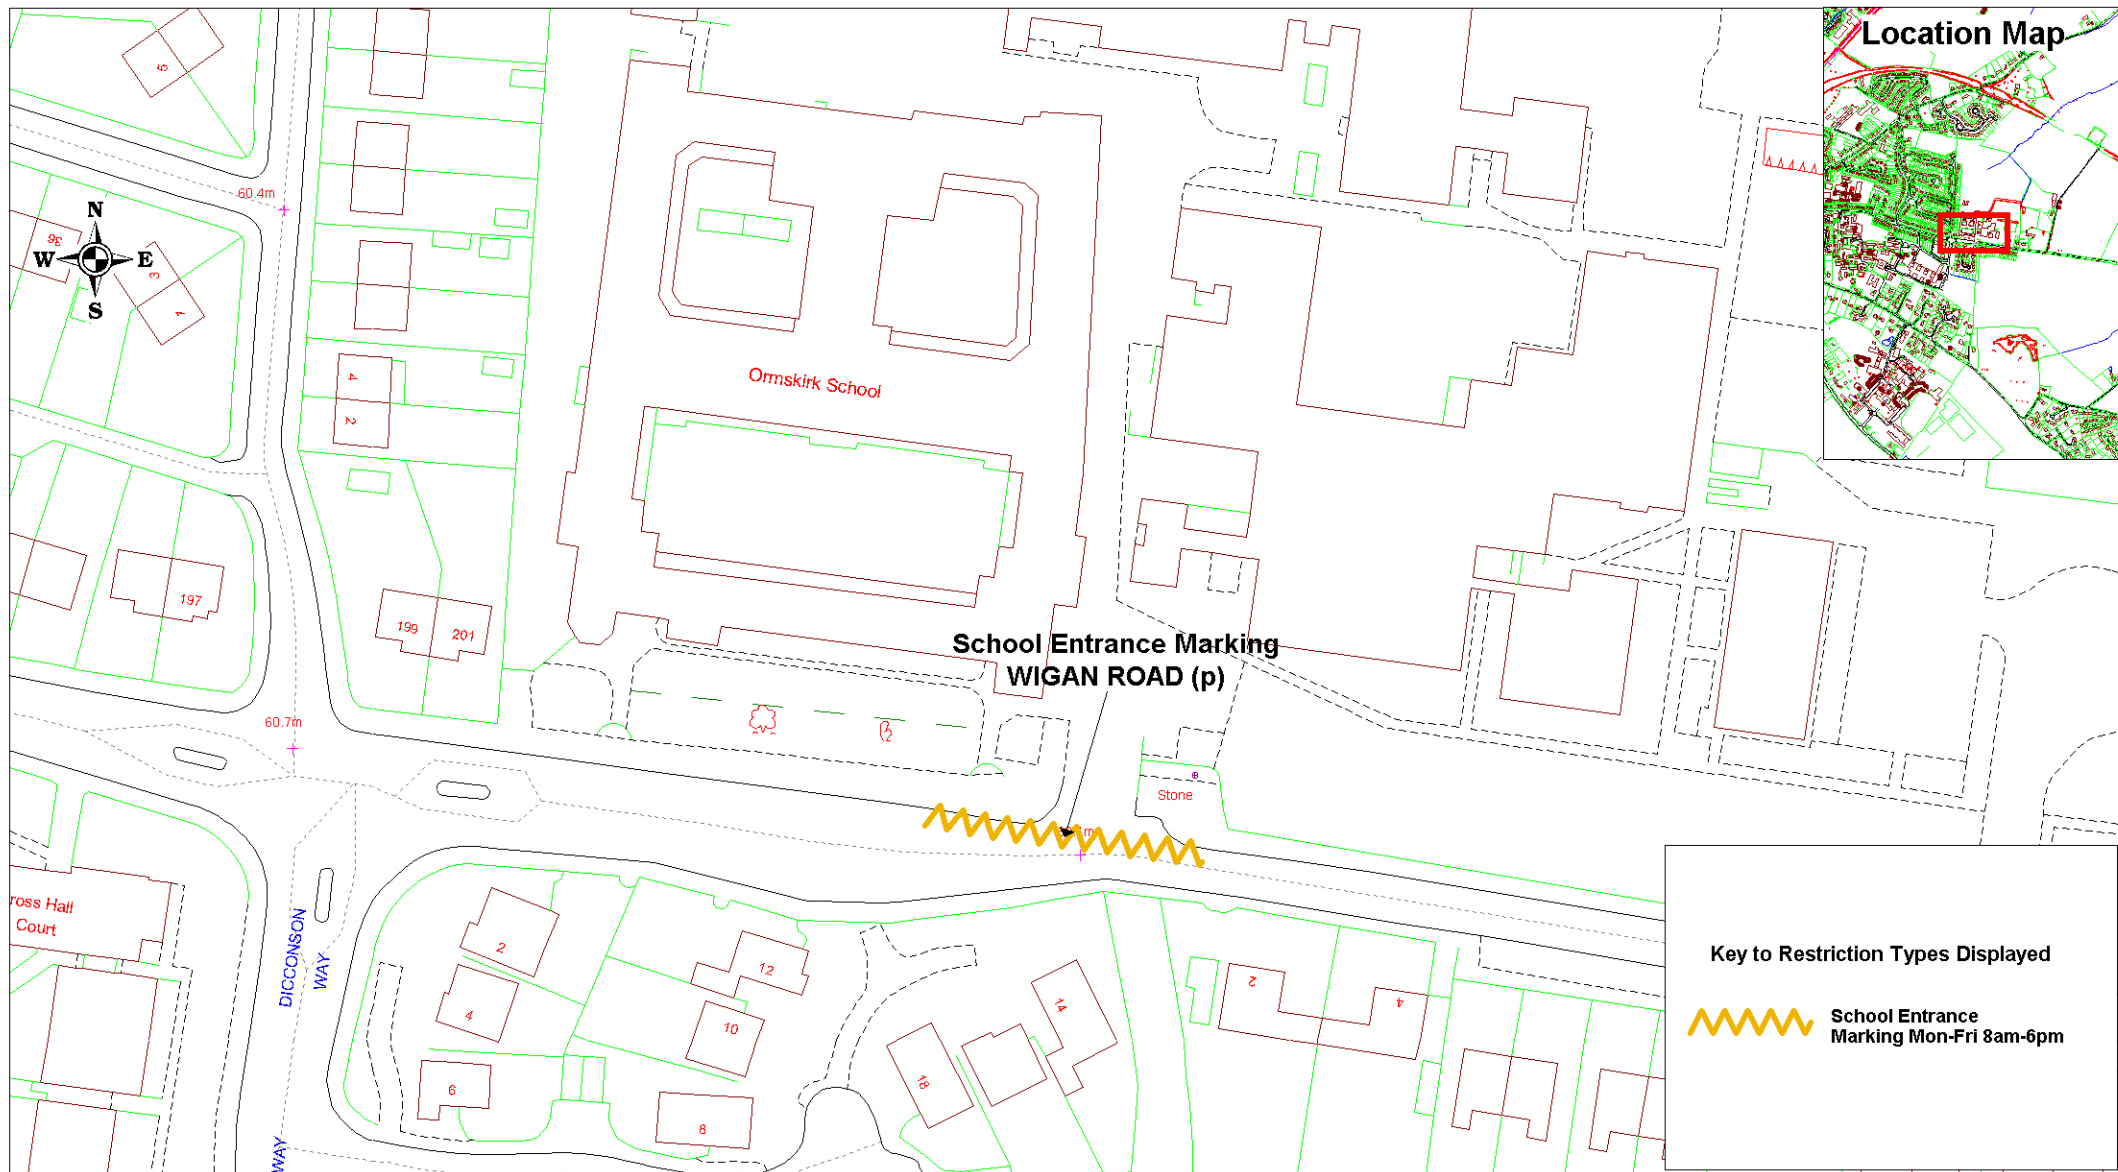 Location Map
5
60.4m
N
36
W
E
3
S
4
4
Ormskirk School
2
197
199
201
School Entrance Marking
WIGAN ROAD (p)
60.7m
Stone
m
ross Hall
Court
DICCONSON
WAY
2
12
4
10
14
2
4
6
18
8
WAY
Key to Restriction Types Displayed
School Entrance
Marking Mon-Fri 8am-6pm